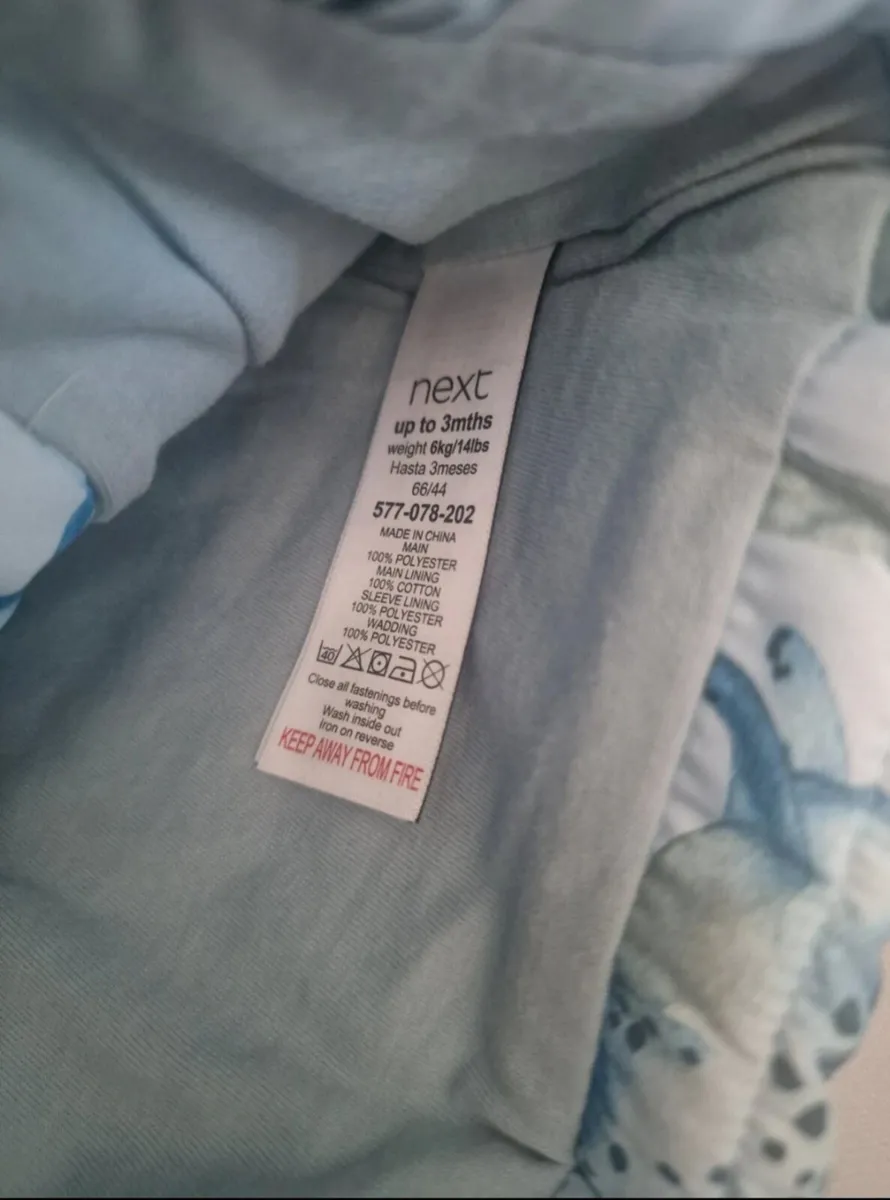 next
up to 3mths
weight 6kg/14lbs
Hasta 3meses
66/44
577-078-202
MADE IN CHINA
MAIN
100% POLYESTER
MAIN LINING
100% COTTON
SLEEVE LINING
100% POLYESTER
WADDING
100% POLYESTER
40
Close all fastenings before
washing
Wash inside out
Iron on reverse
KEEP AWAY FROM FIRE